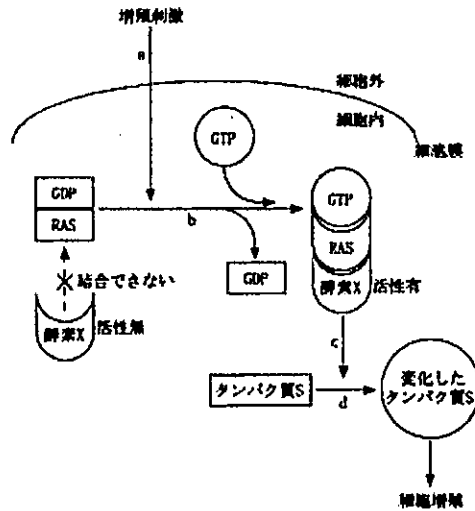 増殖刺激
a
細胞外
細胞内
細胞膜
GTP
GDP
RAS
b
GTP
RAS
酵素X
活性有
結合できない
GDP
酵素X
活性無
c
タンパク質S
d
変化した
タンパク質S
細胞増殖